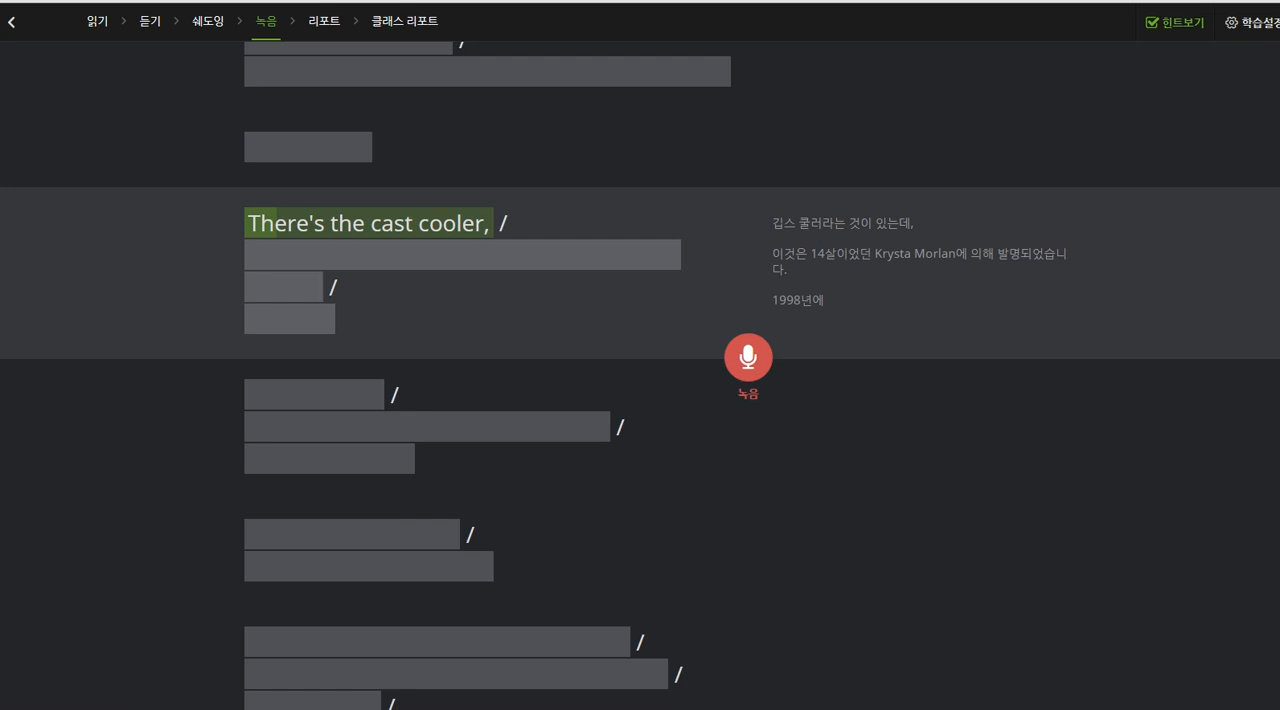 읽기 > 듣기 > 쉐도잉 > 녹음 > 리포트 > 클래스 리포트
힌트보기
학습설정
/
There's the cast cooler, /
/
깁스 쿨러라는 것이 있는데,
이것은 14살이었던 Krysta Morlan에 의해 발명되었습니
다.
1998년에
녹음
/
/
/
/
/
/